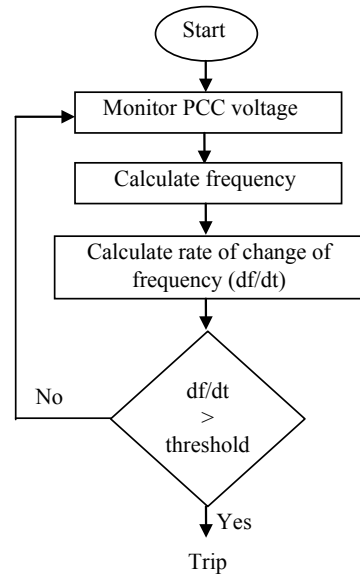 Start
Monitor PCC voltage
Calculate frequency
Calculate rate of change of
frequency (df/dt)
df/dt
>
threshold
No
Yes
Trip